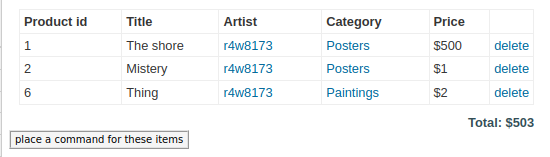 Product id Title Artist Category Price
1 The shore r4w8173 Posters $500 delete
2 Mistery r4w8173 Posters $1 delete
6 Thing r4w8173 Paintings $2 delete
Total: $503
place a command for these items